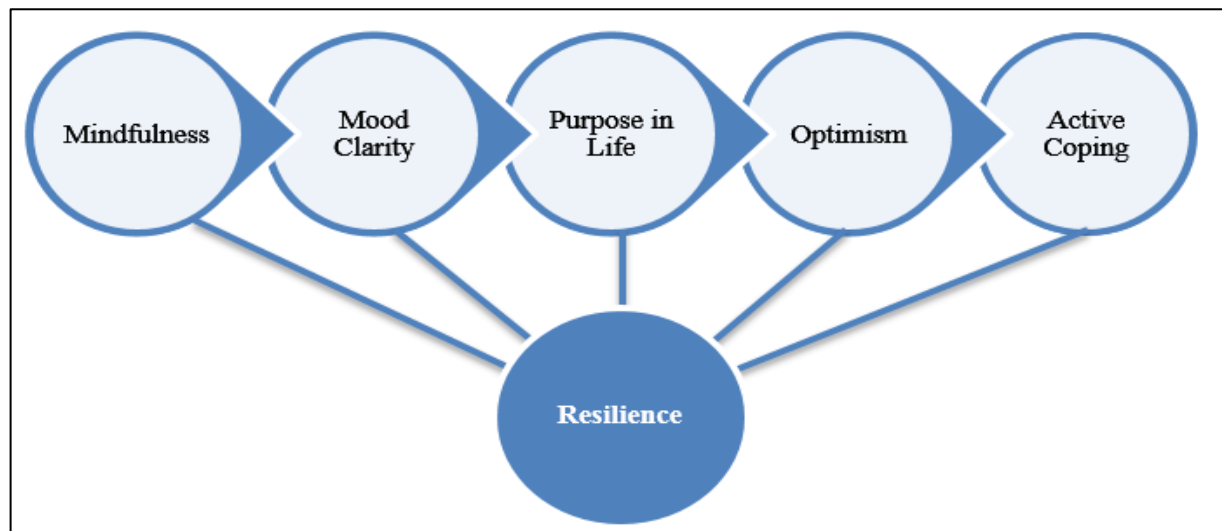 Mindfulness
Mood
Clarity
Purpose in
Life
Optimism
Active
Coping
Resilience